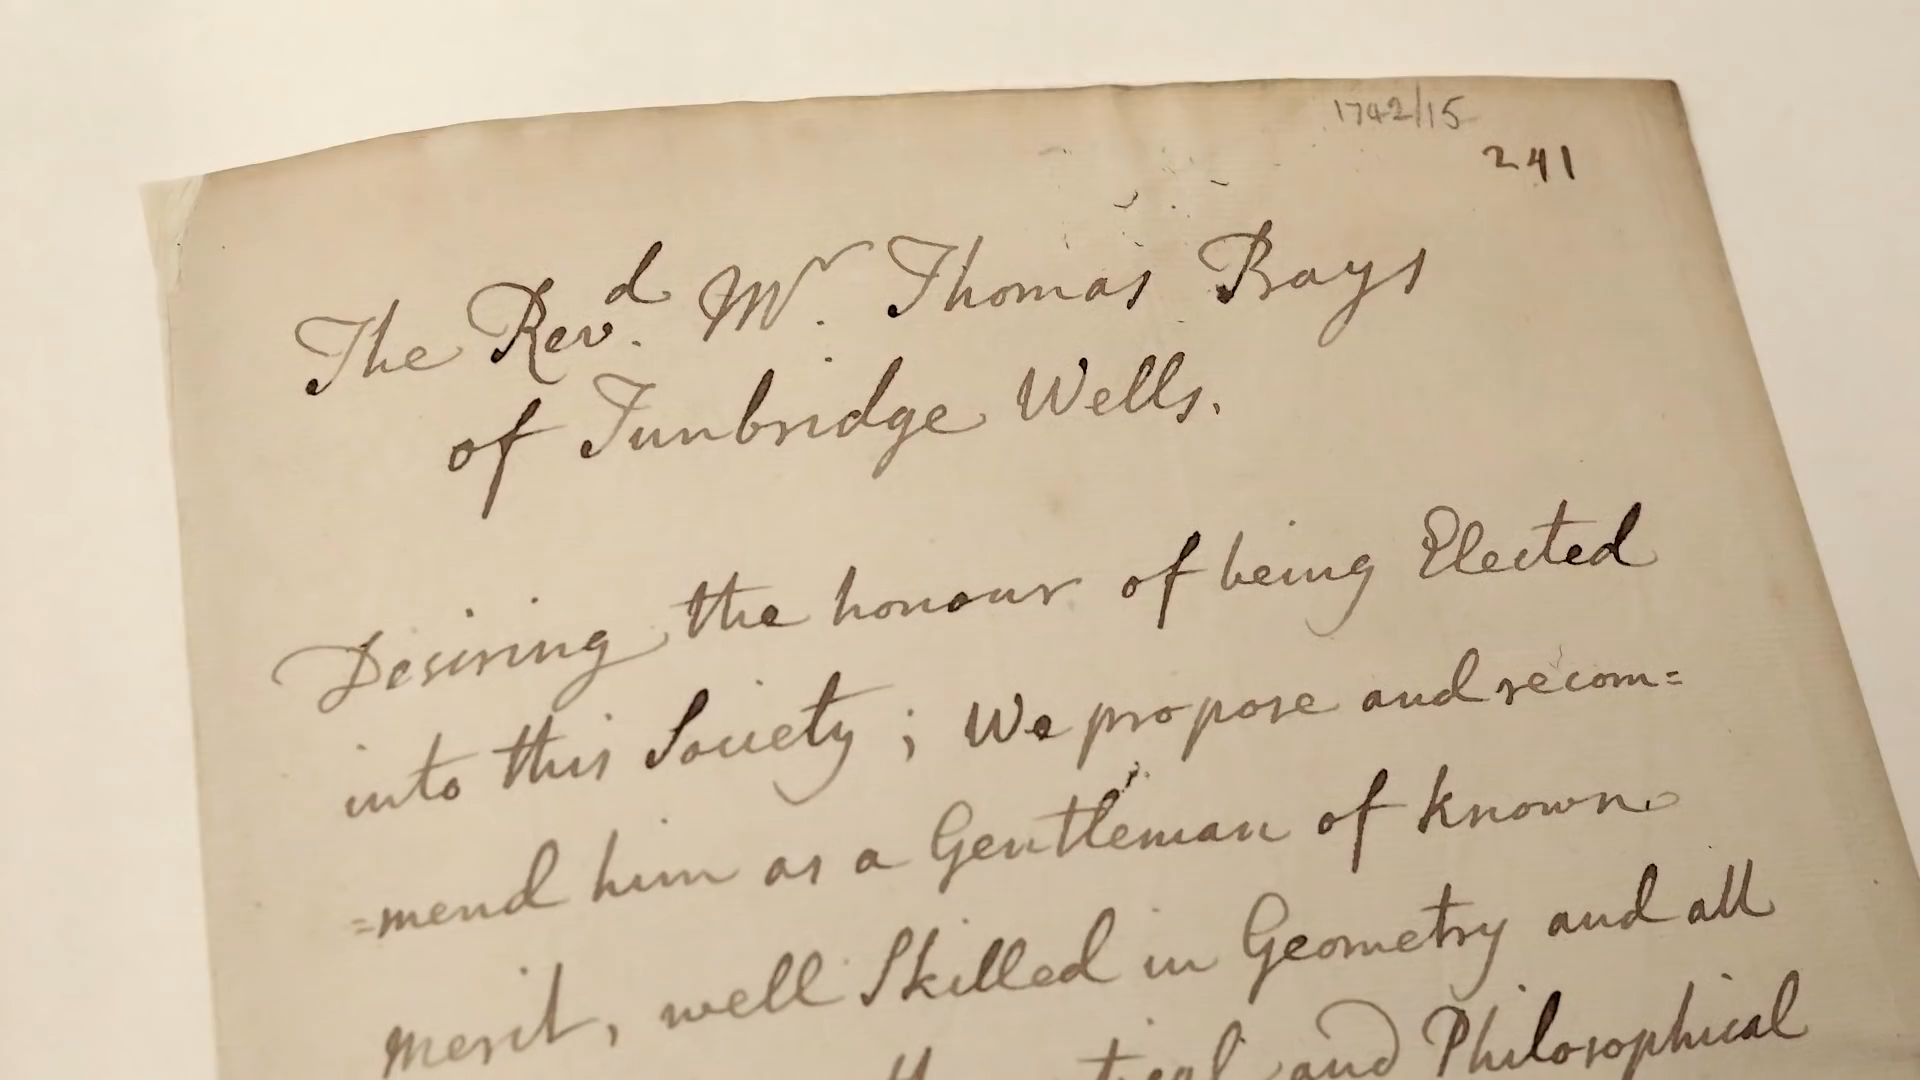 1742/15
241
The Revd. Mr. Thomas Bays
of Tunbridge Wells.
Desiring the honour of being Elected
into this Society; We propose and recom=
=mend him as a Gentleman of known
merit, well Skilled in Geometry and all
and Philosophical